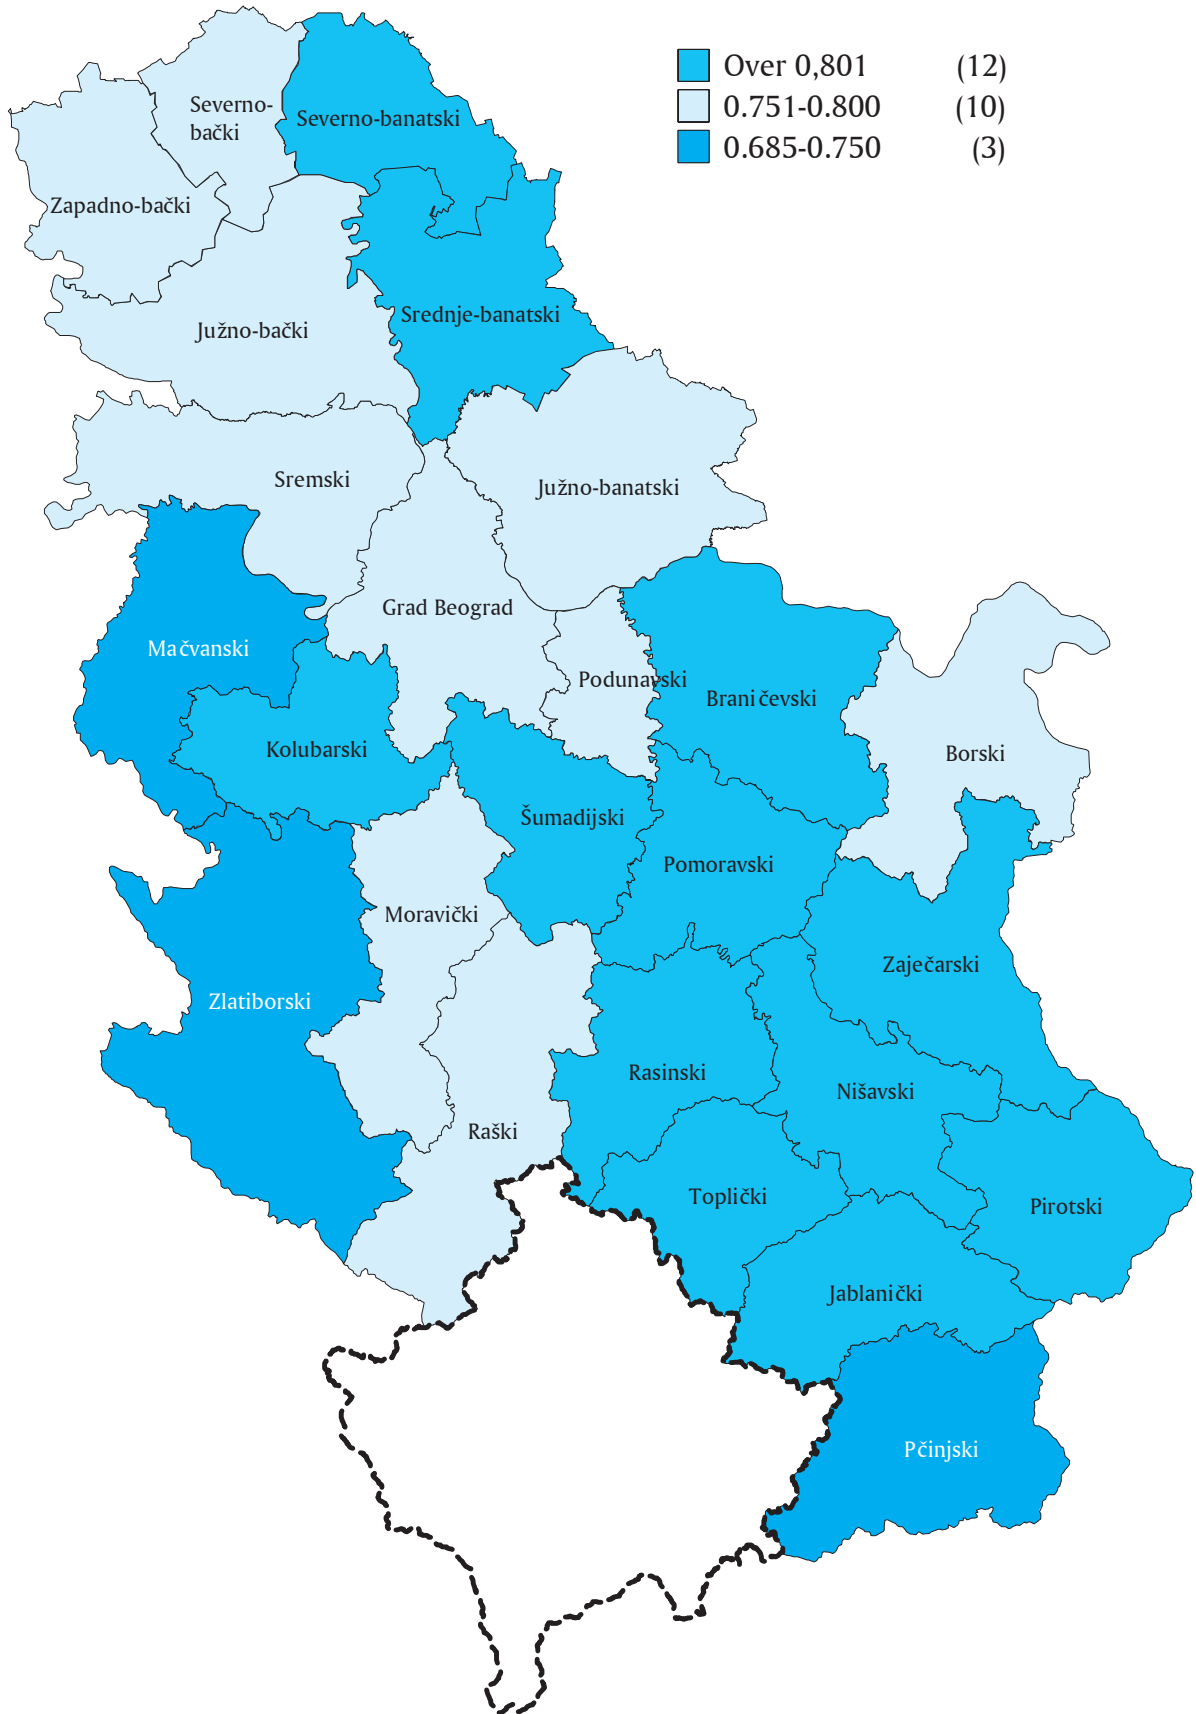 Over 0,801 (12)
0.751-0.800 (10)
0.685-0.750 (3)
Severno-
bački
Severno-banatski
Zapadno-bački
Južno-bački
Srednje-banatski
Sremski
Južno-banatski
Grad Beograd
Mačvanski
Podunavski
Braničevski
Kolubarski
Borski
Šumadijski
Pomoravski
Moravički
Zaječarski
Zlatiborski
Rasinski
Nišavski
Raški
Toplički
Pirotski
Jablanički
Pčinjski